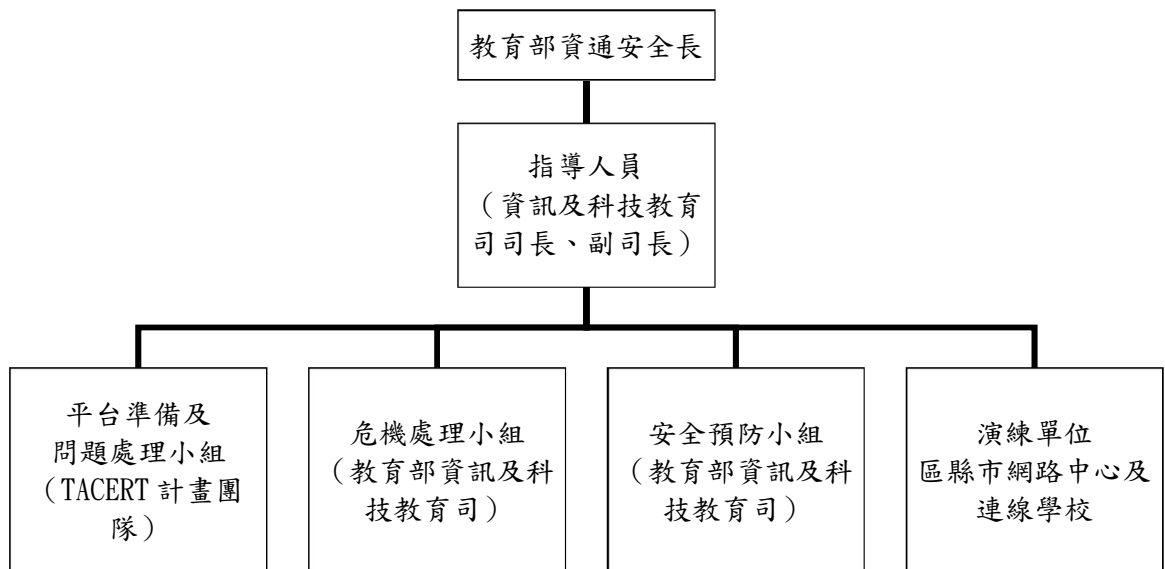 教育部資通安全長
指導人員
（資訊及科技教育
司司長、副司長）
平台準備及
問題處理小組
（TACERT 計畫團
隊）
危機處理小組
（教育部資訊及科
技教育司）
安全預防小組
（教育部資訊及科
技教育司）
演練單位
區縣市網路中心及
連線學校